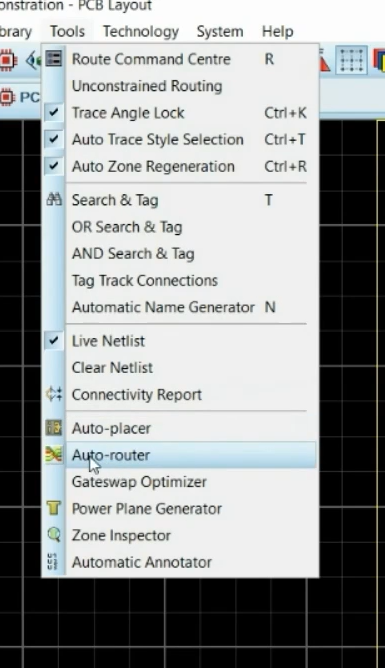 nstration - PCB Layout
brary Tools Technology System Help
PC
Route Command Centre R
Unconstrained Routing
Trace Angle Lock Ctrl+K
Auto Trace Style Selection Ctrl+T
Auto Zone Regeneration Ctrl+R
Search & Tag T
OR Search & Tag
AND Search & Tag
Tag Track Connections
Automatic Name Generator N
Live Netlist
Clear Netlist
Connectivity Report
Auto-placer
Auto-router
Gateswap Optimizer
Power Plane Generator
Zone Inspector
Automatic Annotator